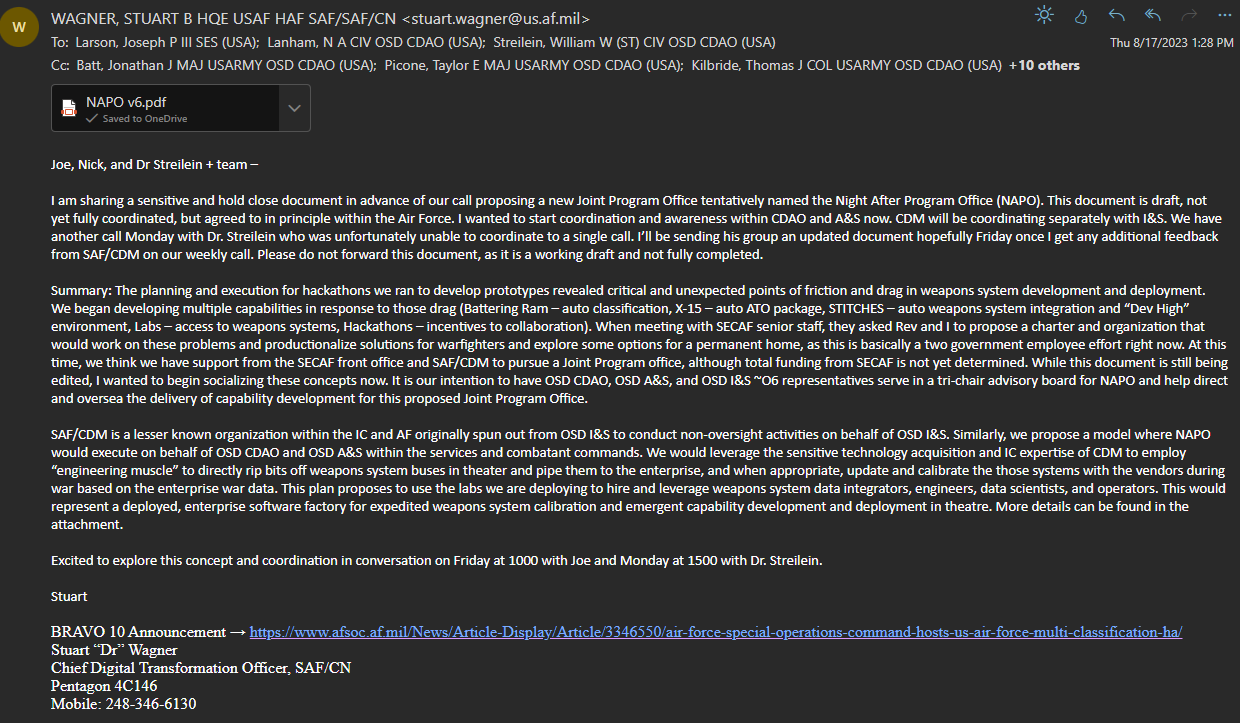 W
WAGNER, STUART B HQE USAF HAF SAF/SAF/CN <stuart.wagner@us.af.mil>
To: Larson, Joseph P III SES (USA); Lanham, N A CIV OSD CDAO (USA); Streilein, William W (ST) CIV OSD CDAO (USA)
Thu 8/17/2023 1:28 PM
Cc: Batt, Jonathan J MAJ USARMY OSD CDAO (USA); Picone, Taylor E MAJ USARMY OSD CDAO (USA); Kilbride, Thomas J COL USARMY OSD CDAO (USA) +10 others
NAPO v6.pdf
Saved to OneDrive
Joe, Nick, and Dr Streilein + team –
I am sharing a sensitive and hold close document in advance of our call proposing a new Joint Program Office tentatively named the Night After Program Office (NAPO). This document is draft, not
yet fully coordinated, but agreed to in principle within the Air Force. I wanted to start coordination and awareness within CDAO and A&S now. CDM will be coordinating separately with I&S. We have
another call Monday with Dr. Streilein who was unfortunately unable to coordinate to a single call. I'll be sending his group an updated document hopefully Friday once I get any additional feedback
from SAF/CDM on our weekly call. Please do not forward this document, as it is a working draft and not fully completed.
Summary: The planning and execution for hackathons we ran to develop prototypes revealed critical and unexpected points of friction and drag in weapons system development and deployment.
We began developing multiple capabilities in response to those drag (Battering Ram – auto classification, X-15 – auto ATO package, STITCHES – auto weapons system integration and “Dev High”
environment, Labs – access to weapons systems, Hackathons – incentives to collaboration). When meeting with SECAF senior staff, they asked Rev and I to propose a charter and organization that
would work on these problems and productionalize solutions for warfighters and explore some options for a permanent home, as this is basically a two government employee effort right now. At this
time, we think we have support from the SECAF front office and SAF/CDM to pursue a Joint Program office, although total funding from SECAF is not yet determined. While this document is still being
edited, I wanted to begin socializing these concepts now. It is our intention to have OSD CDAO, OSD A&S, and OSD I&S ~O6 representatives serve in a tri-chair advisory board for NAPO and help direct
and oversea the delivery of capability development for this proposed Joint Program Office.
SAF/CDM is a lesser known organization within the IC and AF originally spun out from OSD I&S to conduct non-oversight activities on behalf of OSD I&S. Similarly, we propose a model where NAPO
would execute on behalf of OSD CDAO and OSD A&S within the services and combatant commands. We would leverage the sensitive technology acquisition and IC expertise of CDM to employ
“engineering muscle” to directly rip bits off weapons system buses in theater and pipe them to the enterprise, and when appropriate, update and calibrate the those systems with the vendors during
war based on the enterprise war data. This plan proposes to use the labs we are deploying to hire and leverage weapons system data integrators, engineers, data scientists, and operators. This would
represent a deployed, enterprise software factory for expedited weapons system calibration and emergent capability development and deployment in theatre. More details can be found in the
attachment.
Excited to explore this concept and coordination in conversation on Friday at 1000 with Joe and Monday at 1500 with Dr. Streilein.
Stuart
BRAVO 10 Announcement → https://www.afsoc.af.mil/News/Article-Display/Article/3346550/air-force-special-operations-command-hosts-us-air-force-multi-classification-ha/
Stuart “Dr” Wagner
Chief Digital Transformation Officer, SAF/CN
Pentagon 4C146
Mobile: 248-346-6130